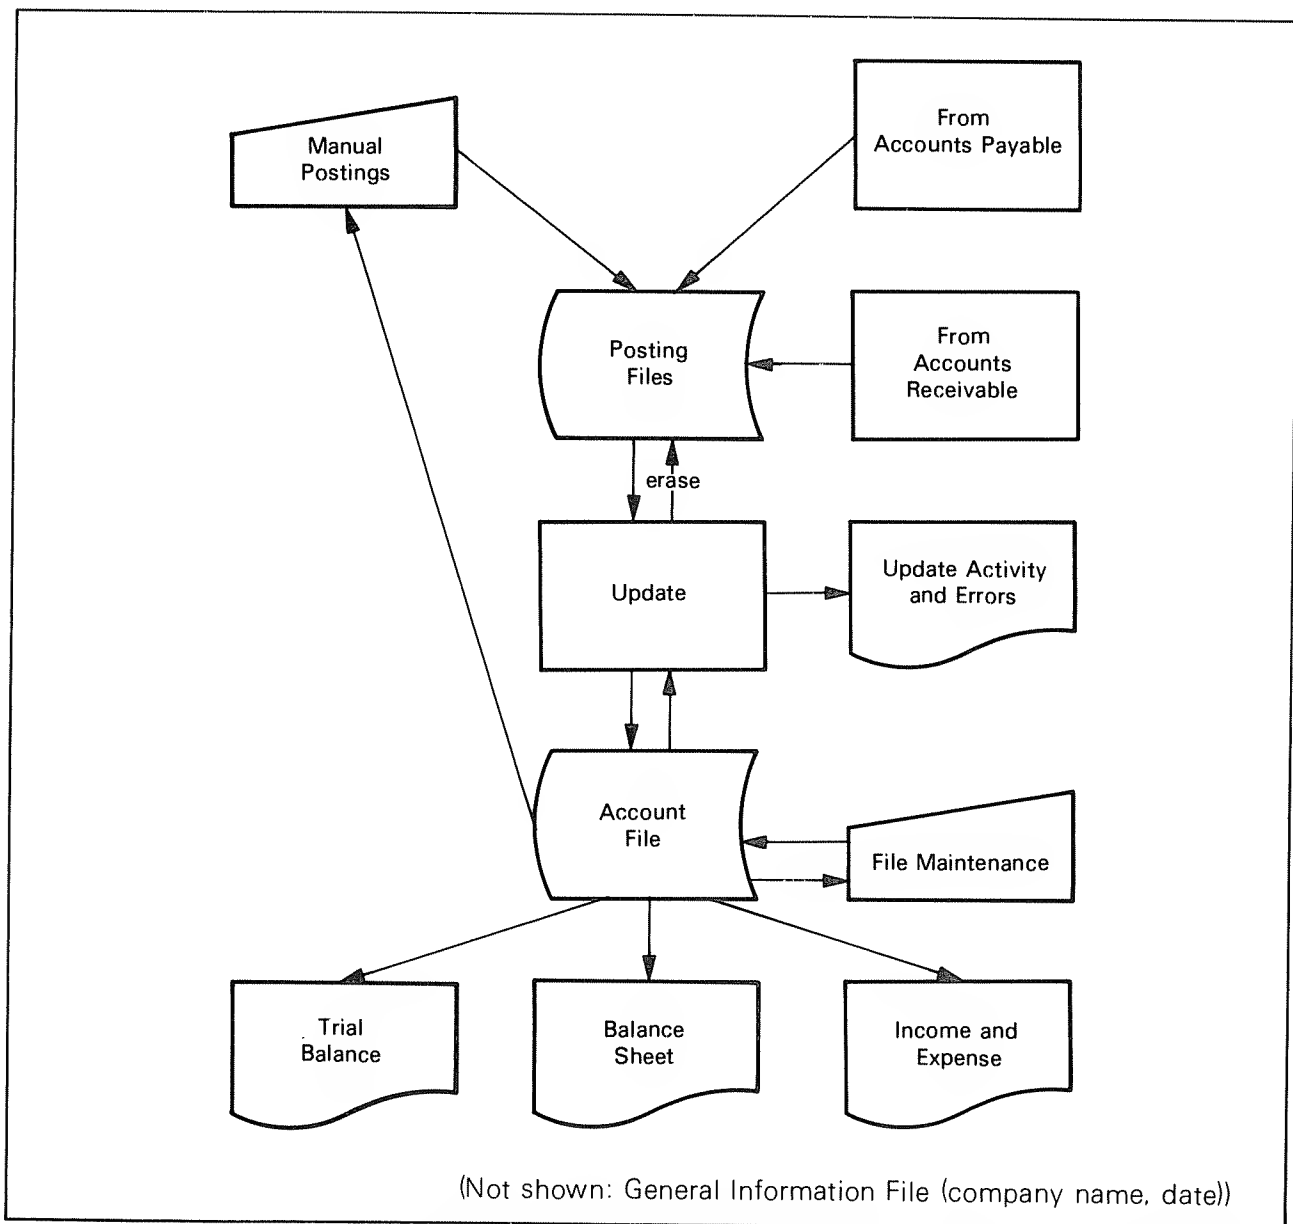 From
Accounts Payable
Manual
Postings
Posting
Files
From
Accounts
Receivable
erase
Update
Update Activity
and Errors
Account
File
File Maintenance
Trial
Balance
Balance
Sheet
Income and
Expense
(Not shown: General Information File (company name, date))